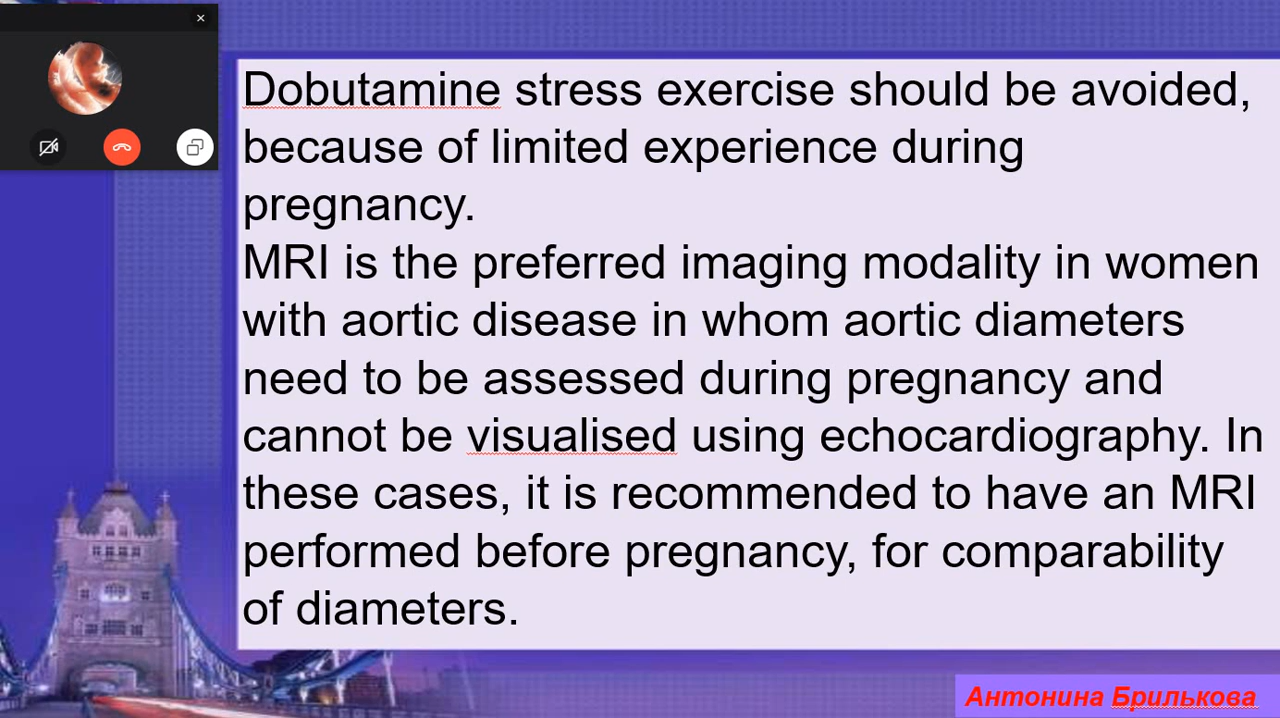 Dobutamine stress exercise should be avoided,
because of limited experience during
pregnancy.
MRI is the preferred imaging modality in women
with aortic disease in whom aortic diameters
need to be assessed during pregnancy and
cannot be visualised using echocardiography. In
these cases, it is recommended to have an MRI
performed before pregnancy, for comparability
of diameters.
Антонина Брилькова